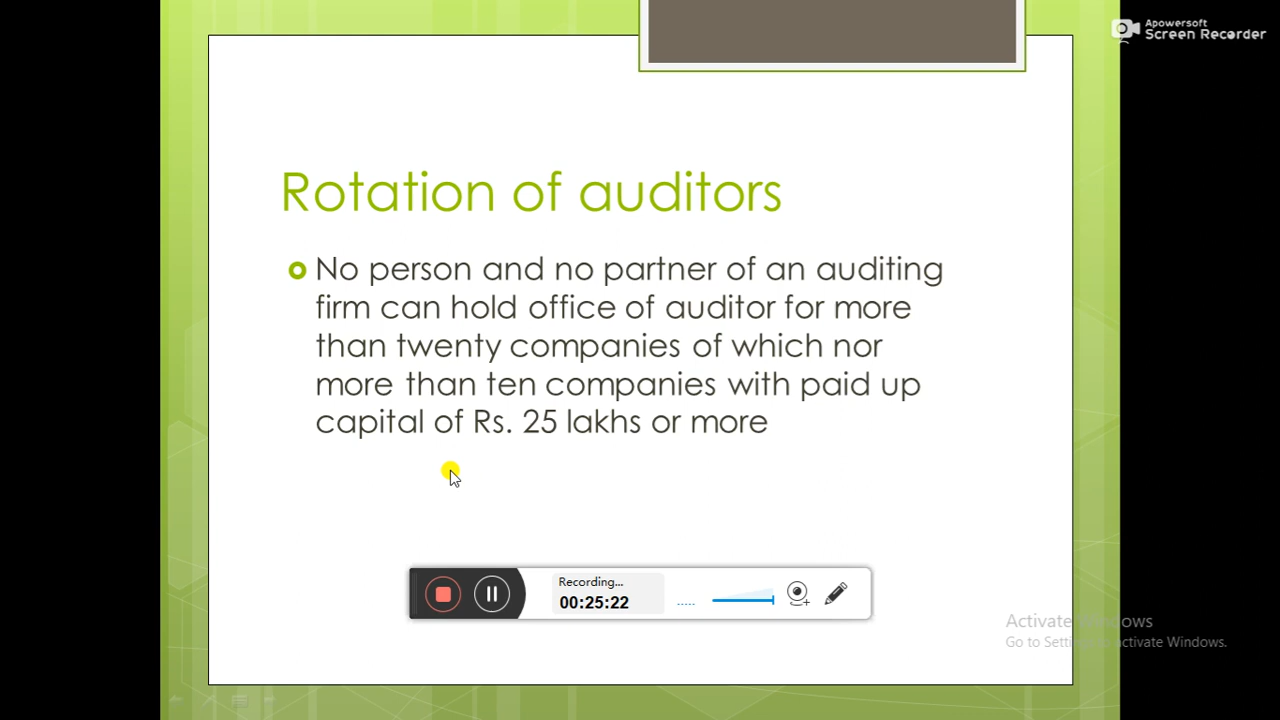 Apowersoft
Screen Recorder
Rotation of auditors
No person and no partner of an auditing
firm can hold office of auditor for more
than twenty companies of which nor
more than ten companies with paid up
capital of Rs. 25 lakhs or more
Recording...
00:25:22
Activate Windows
Go to Settings to activate Windows.